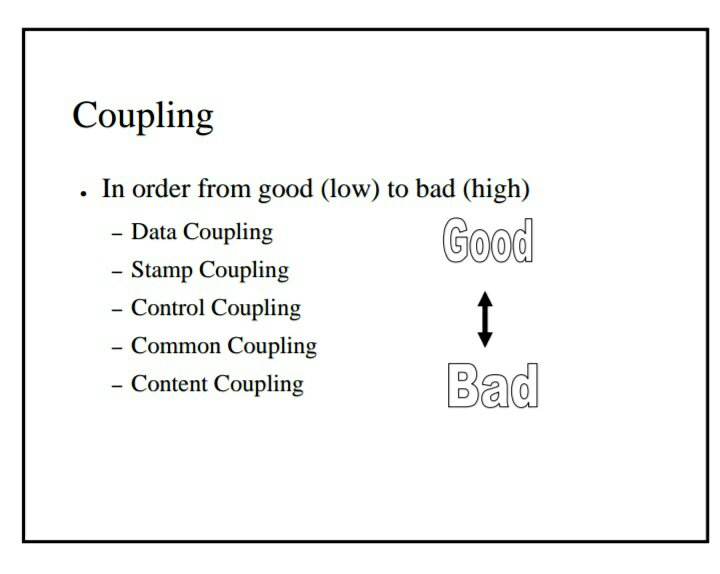 Coupling
• In order from good (low) to bad (high)
– Data Coupling
– Stamp Coupling
– Control Coupling
– Common Coupling
– Content Coupling
Good
Bad